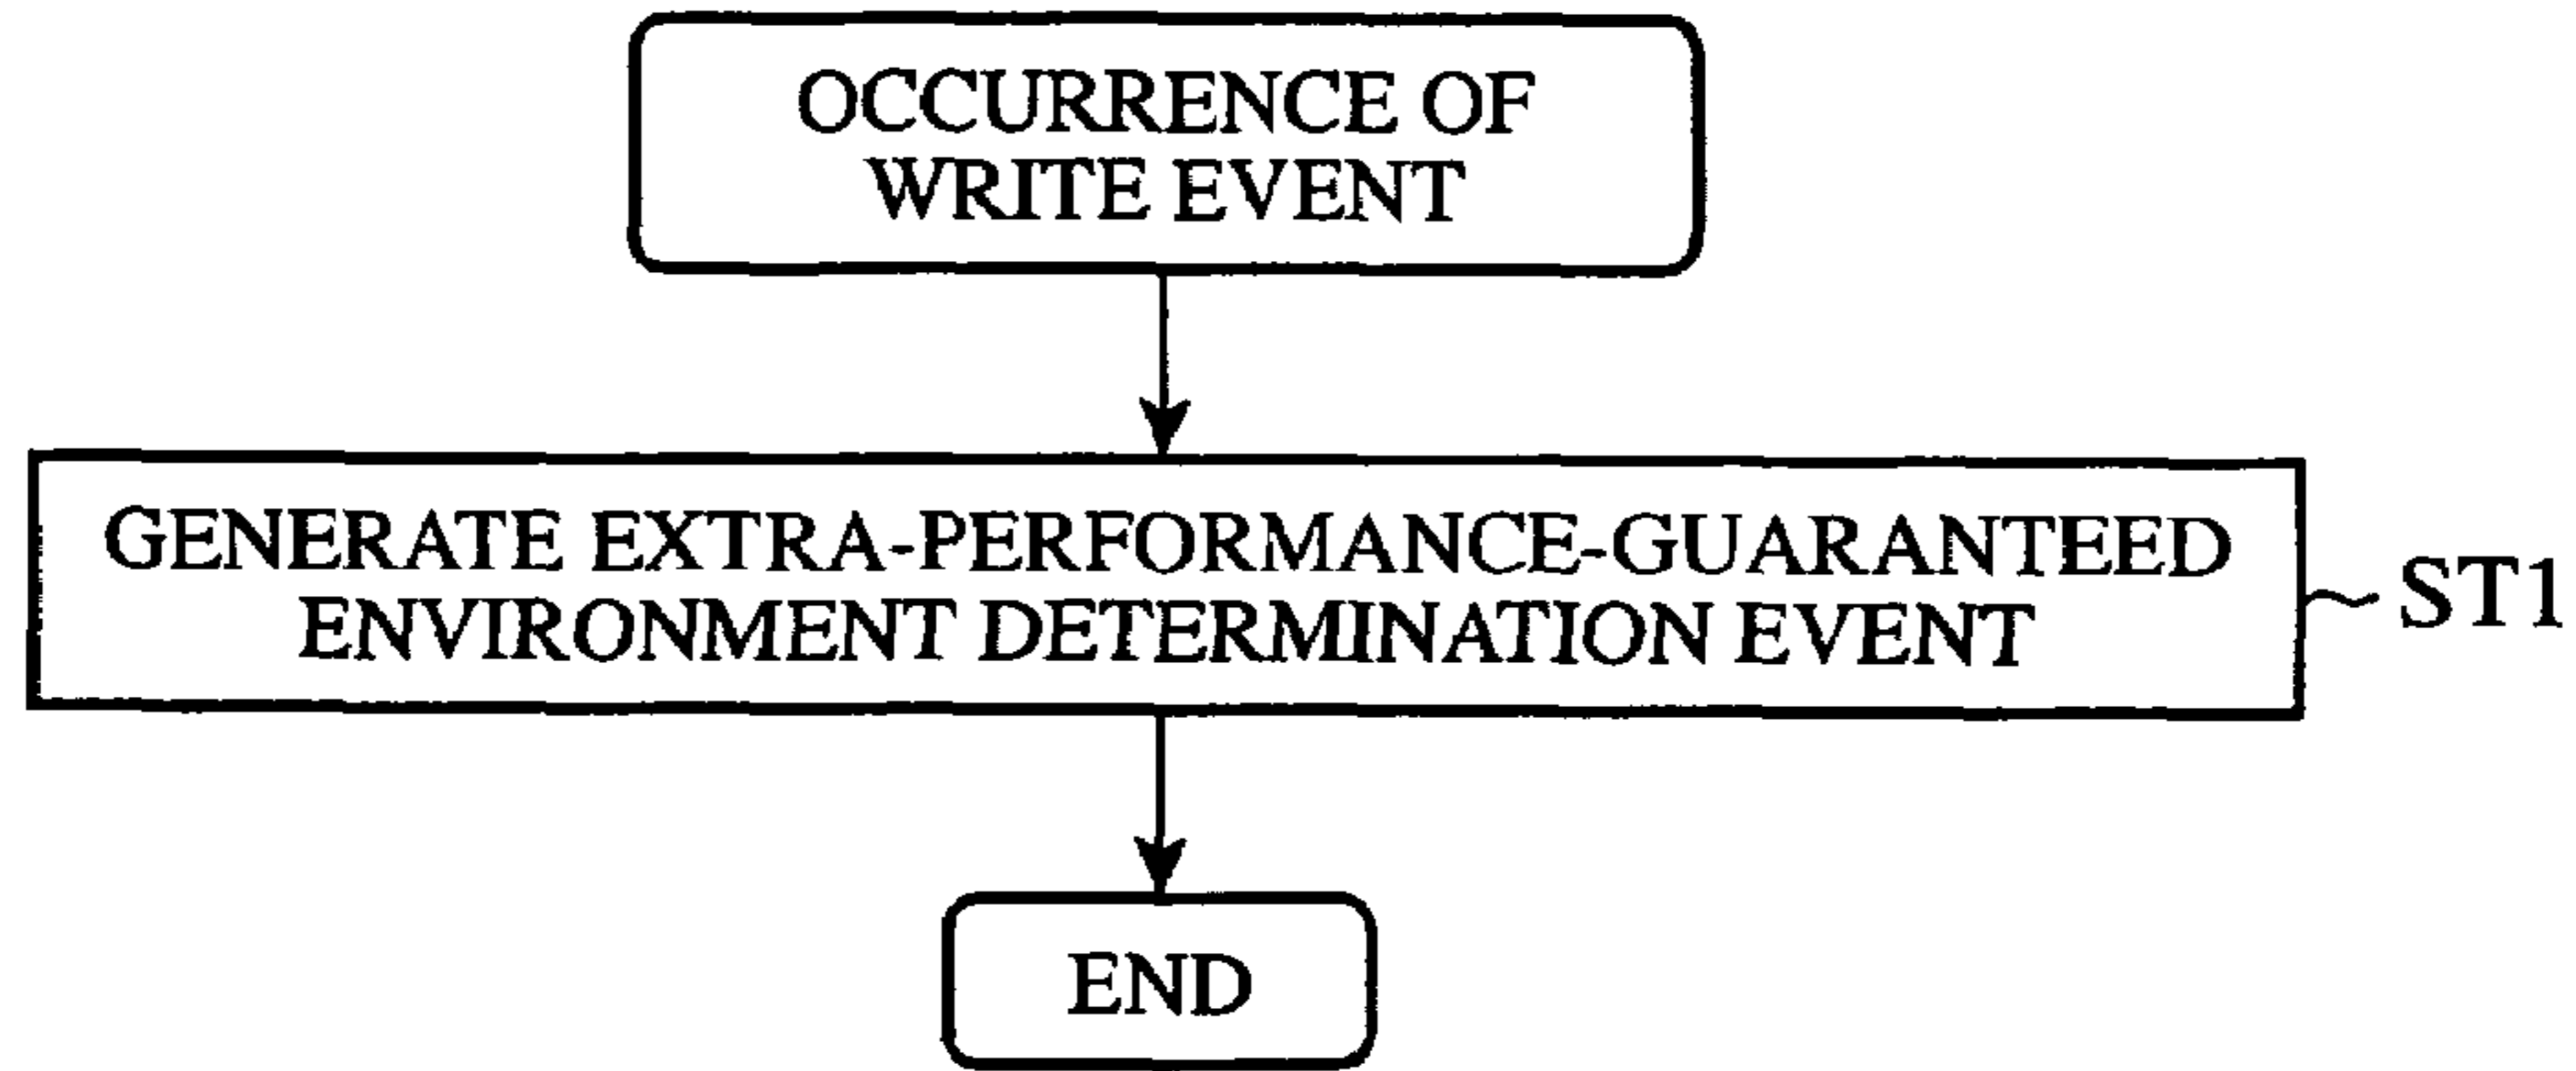 OCCURRENCE OF
WRITE EVENT
GENERATE EXTRA-PERFORMANCE-GUARANTEED
ENVIRONMENT DETERMINATION EVENT
ST1
END